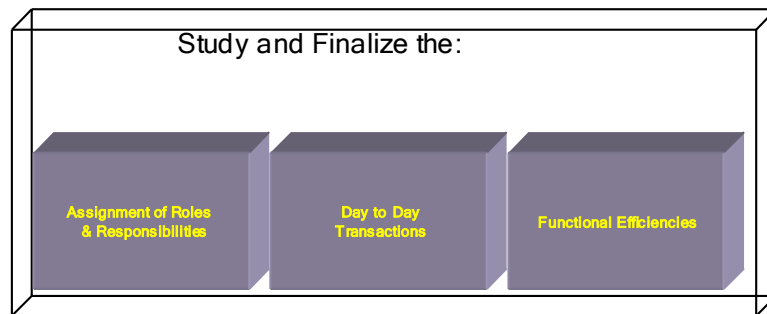 Study and Finalize the:
Assignment of Roles
& Responsibilities
Day to Day
Transactions
Functional Efficiencies